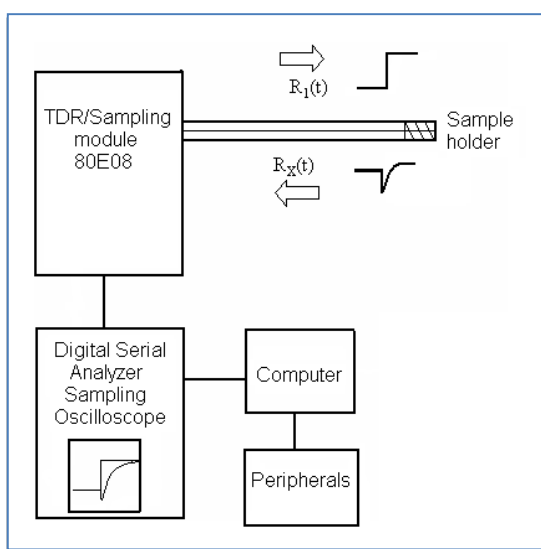 TDR/Sampling
module
80E08
R₁(t)
Sample
holder
Rₓ(t)
Digital Serial
Analyzer
Sampling
Oscilloscope
Computer
Peripherals